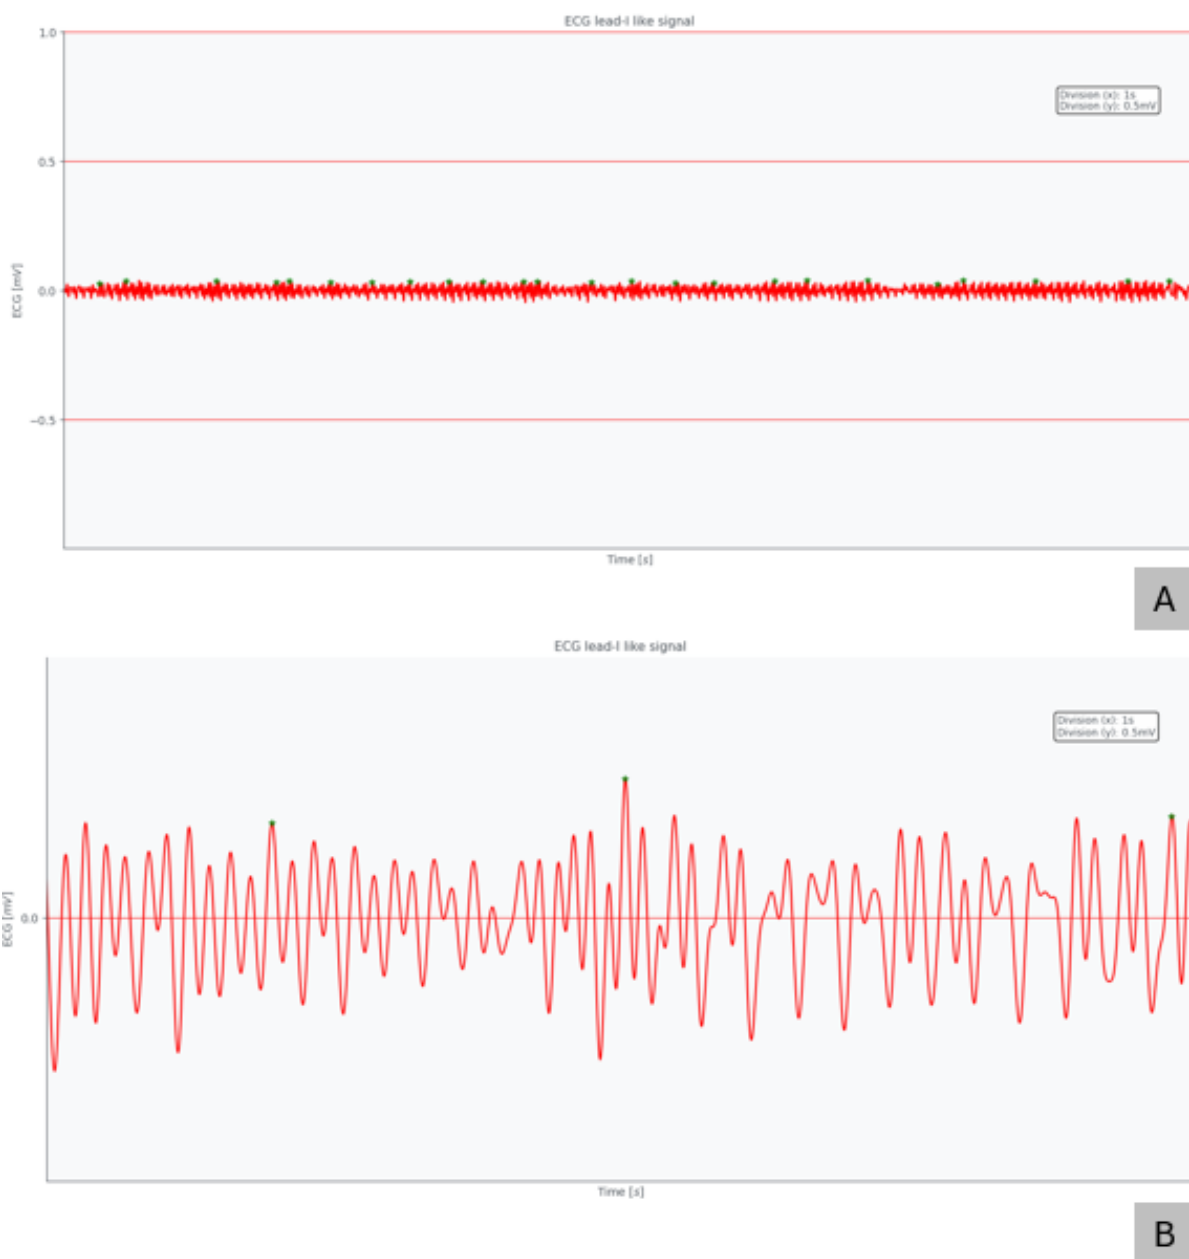 ECG lead-I like signal
1.0
Division (x): 1s
Division (y): 0.5mV
0.5
ECG [mV]
0.0
−0.5
Time [s]
A
ECG lead-I like signal
Division (x): 1s
Division (y): 0.5mV
ECG [mV]
0.0
Time [s]
B